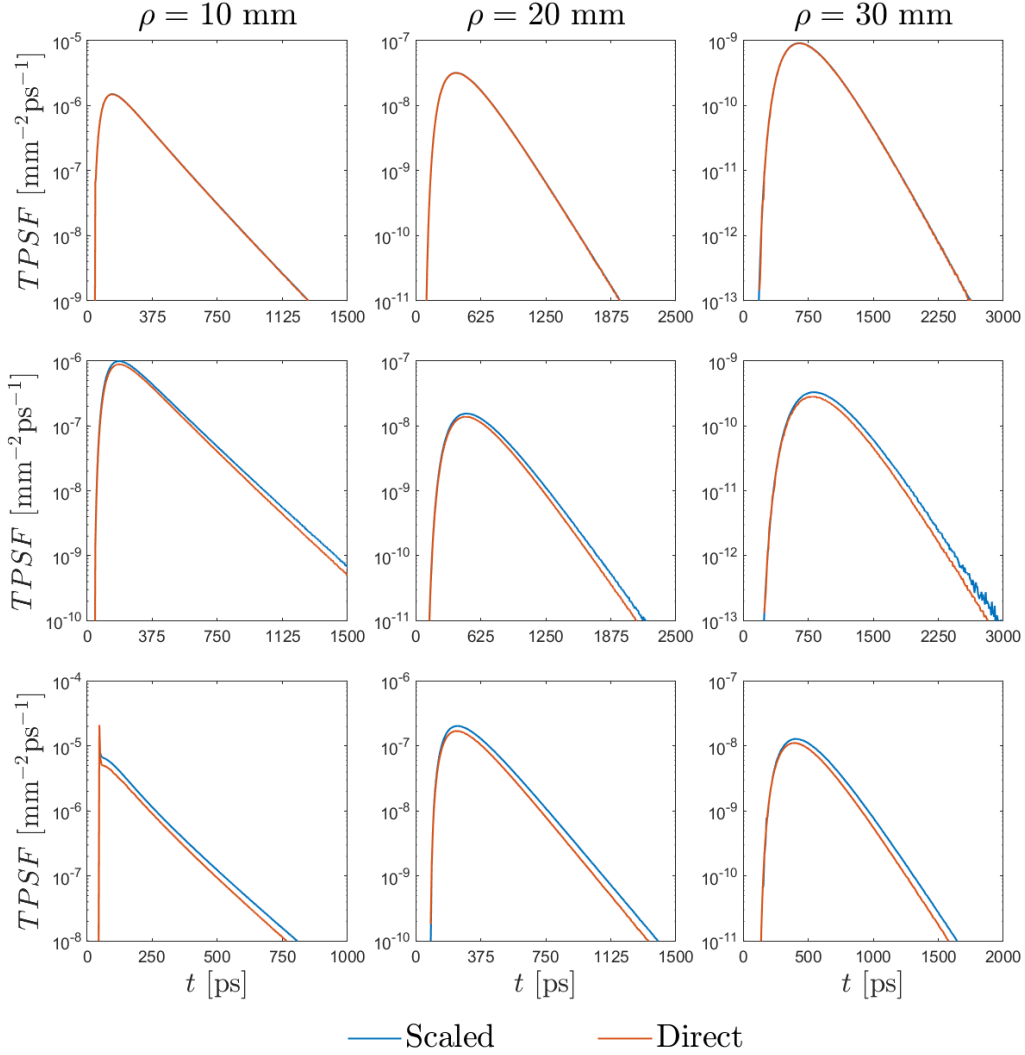 ρ = 10 mm ρ = 20 mm ρ = 30 mm
TPSF [mm⁻²ps⁻¹]
10⁻⁵
10⁻⁶
10⁻⁷
10⁻⁸
10⁻⁹
0 375 750 1125 1500
10⁻⁷
10⁻⁸
10⁻⁹
10⁻¹⁰
10⁻¹¹
0 625 1250 1875 2500
10⁻⁹
10⁻¹⁰
10⁻¹¹
10⁻¹²
10⁻¹³
0 750 1500 2250 3000
TPSF [mm⁻²ps⁻¹]
10⁻⁶
10⁻⁷
10⁻⁸
10⁻⁹
10⁻¹⁰
0 375 750 1125 1500
10⁻⁷
10⁻⁸
10⁻⁹
10⁻¹⁰
10⁻¹¹
0 625 1250 1875 2500
10⁻⁹
10⁻¹⁰
10⁻¹¹
10⁻¹²
10⁻¹³
0 750 1500 2250 3000
TPSF [mm⁻²ps⁻¹]
10⁻⁴
10⁻⁵
10⁻⁶
10⁻⁷
10⁻⁸
0 250 500 750 1000
t [ps]
10⁻⁶
10⁻⁷
10⁻⁸
10⁻⁹
10⁻¹⁰
0 375 750 1125 1500
t [ps]
10⁻⁷
10⁻⁸
10⁻⁹
10⁻¹⁰
10⁻¹¹
0 500 1000 1500 2000
t [ps]
Scaled Direct